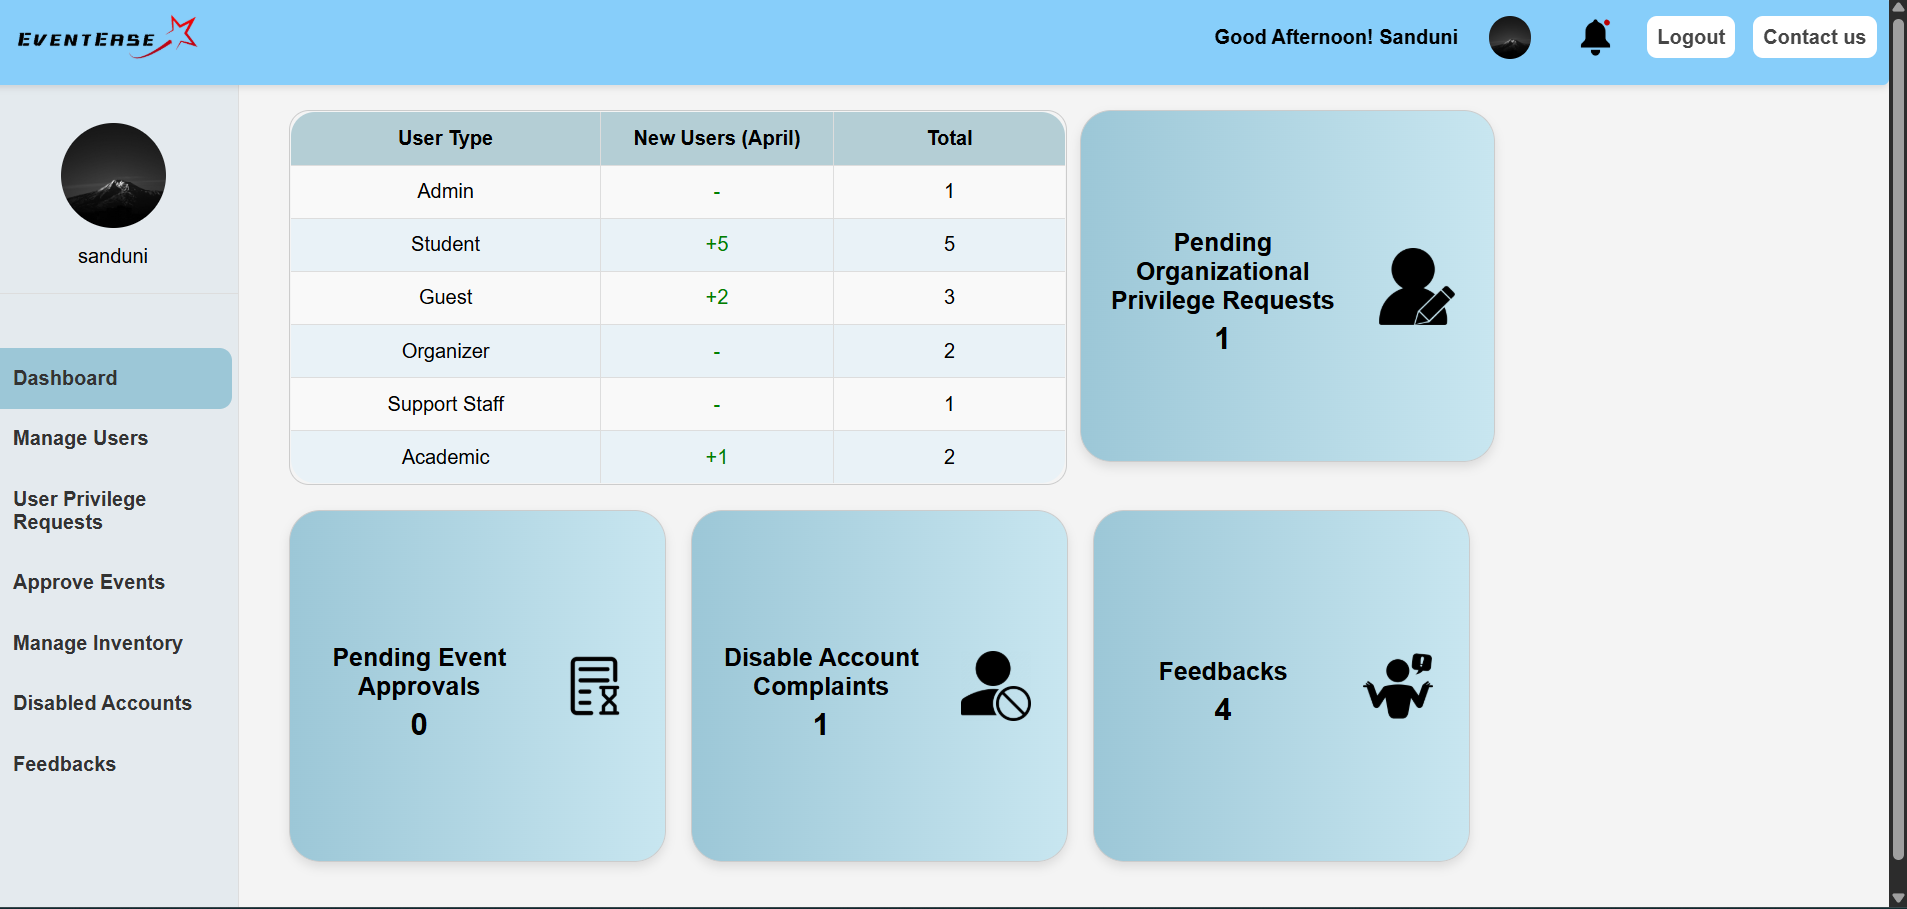 EVENTEASE
Good Afternoon! Sanduni
Logout
Contact us
sanduni
Dashboard
Manage Users
User Privilege
Requests
Approve Events
Manage Inventory
Disabled Accounts
Feedbacks
User Type New Users (April) Total
Admin - 1
Student +5 5
Guest +2 3
Organizer - 2
Support Staff - 1
Academic +1 2
Pending
Organizational
Privilege Requests
1
Pending Event
Approvals
0
Disable Account
Complaints
1
Feedbacks
4
!